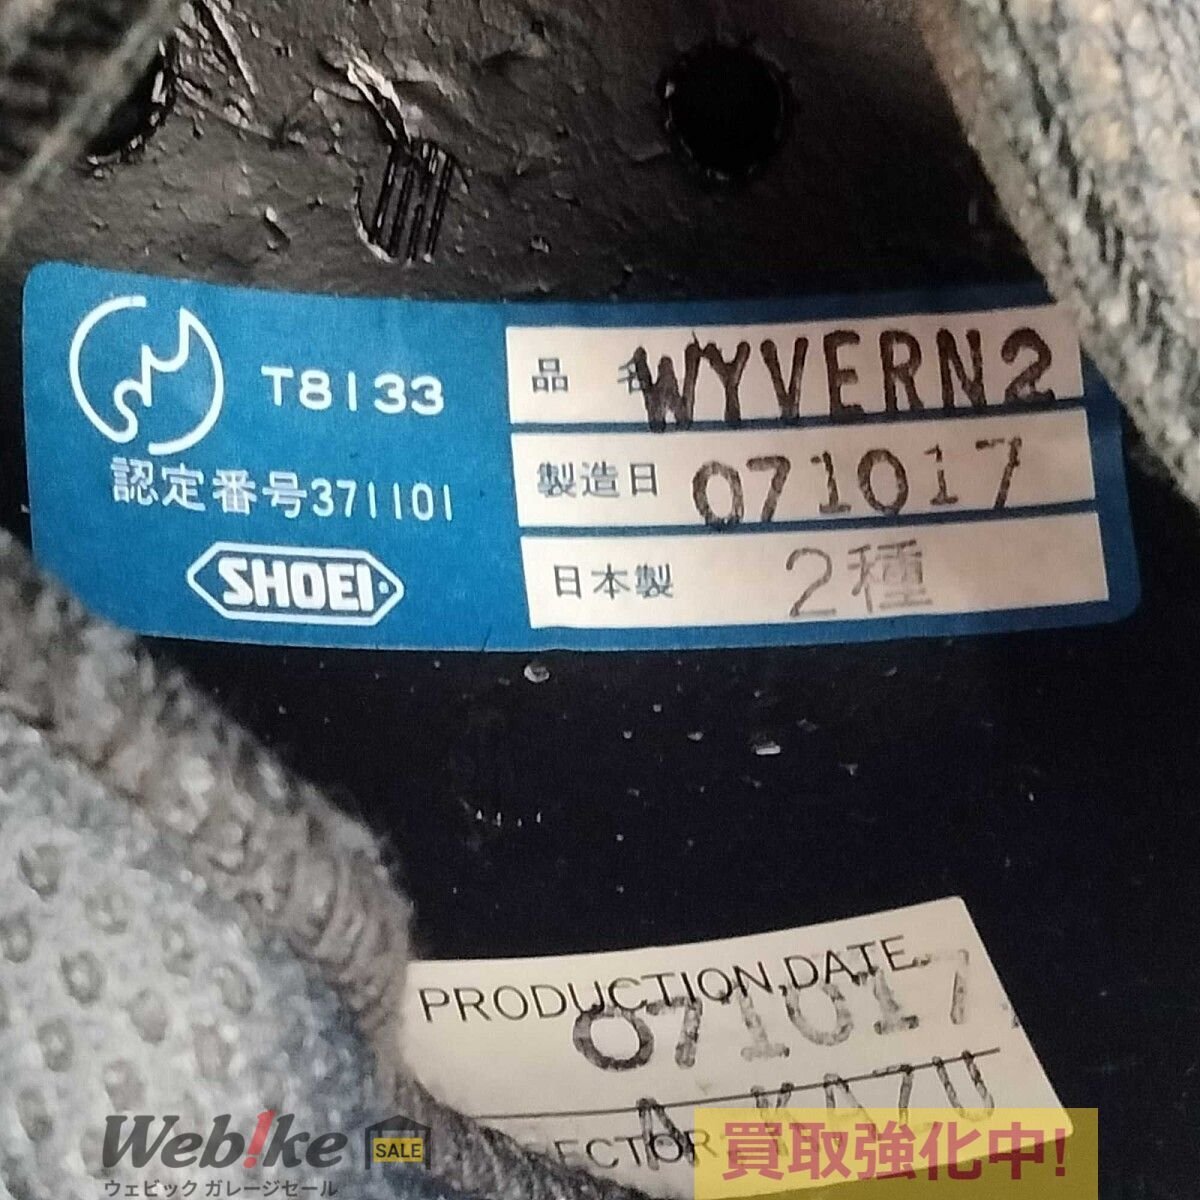 T8133
認定番号371101
SHOEI
品 名 WYVERN2
製造日 071017
日本製 2種
PRODUCTION,DATE.
071017
A KAZU
ECTOR
Web!ke SALE
ウェビック ガレージセール
買取強化中!